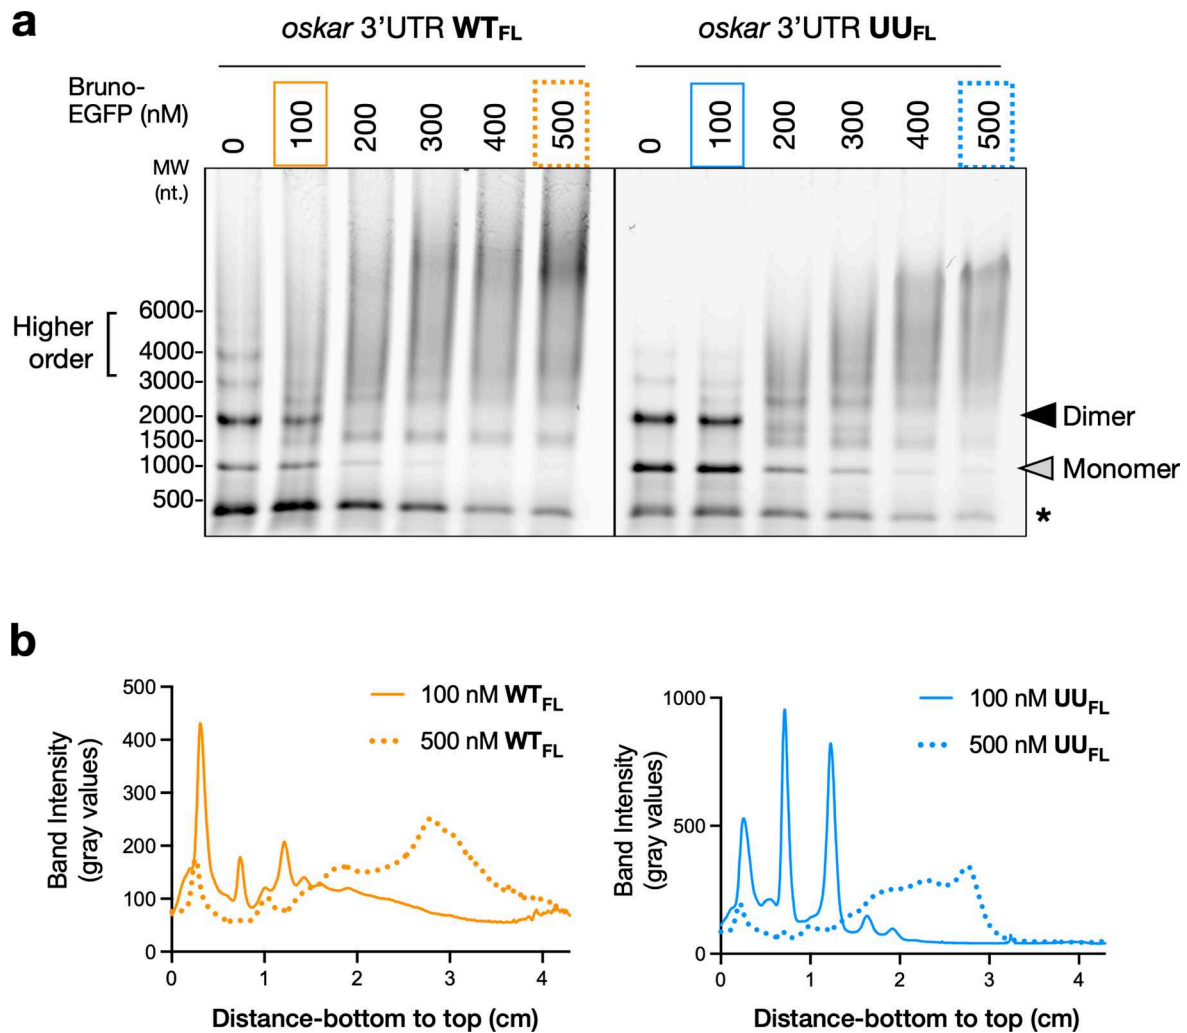 a
oskar 3'UTR WTFL
oskar 3'UTR UUFL
Bruno-
EGFP (nM)
0 100 200 300 400 500
0 100 200 300 400 500
MW
(nt.)
6000-
Higher
order
4000-
3000-
2000-
1500-
1000-
500-
Dimer
Monomer
*
b
Band Intensity
(gray values)
500
400
300
200
100
0
100 nM WTFL
500 nM WTFL
0 1 2 3 4
Distance-bottom to top (cm)
Band Intensity
(gray values)
1000
500
0
100 nM UUFL
500 nM UUFL
0 1 2 3 4
Distance-bottom to top (cm)